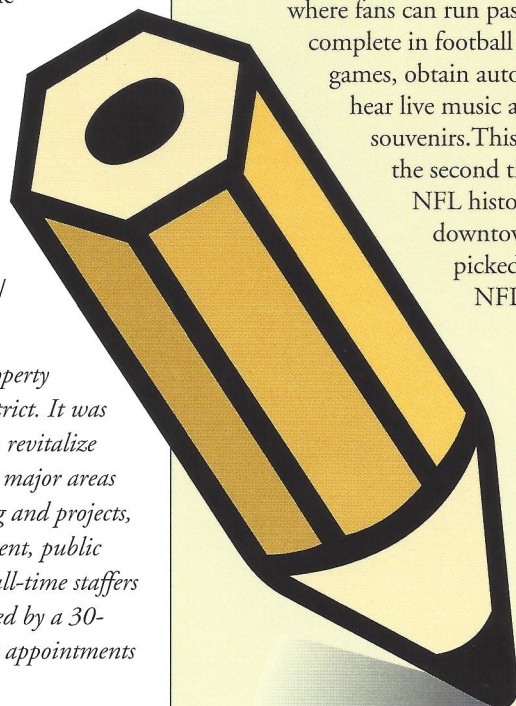 operty
trict. It was
revitalize
major areas
g and projects,
ent, public
ull-time staffers
ed by a 30-
appointments
where fans can run pas
complete in football
games, obtain auto
hear live music a
souvenirs.This
the second ti
NFL histo
downtow
picked
NFL